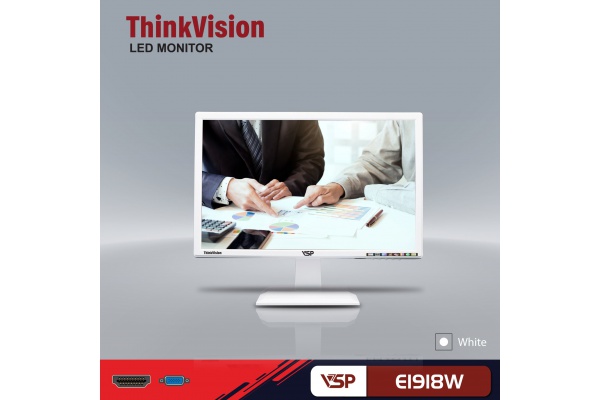 ThinkVision
LED MONITOR
ThinkVision
VSP
White
VSP
E1918W